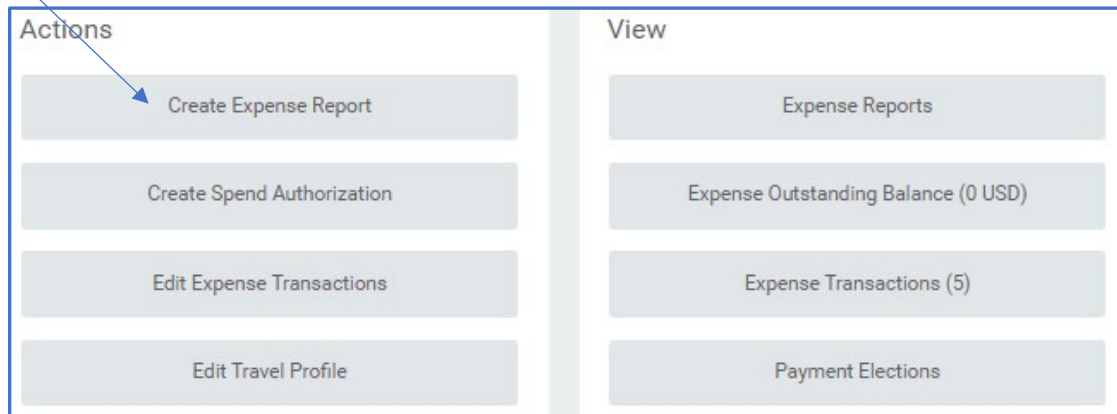 Actions
Create Expense Report
Create Spend Authorization
Edit Expense Transactions
Edit Travel Profile
View
Expense Reports
Expense Outstanding Balance (0 USD)
Expense Transactions (5)
Payment Elections